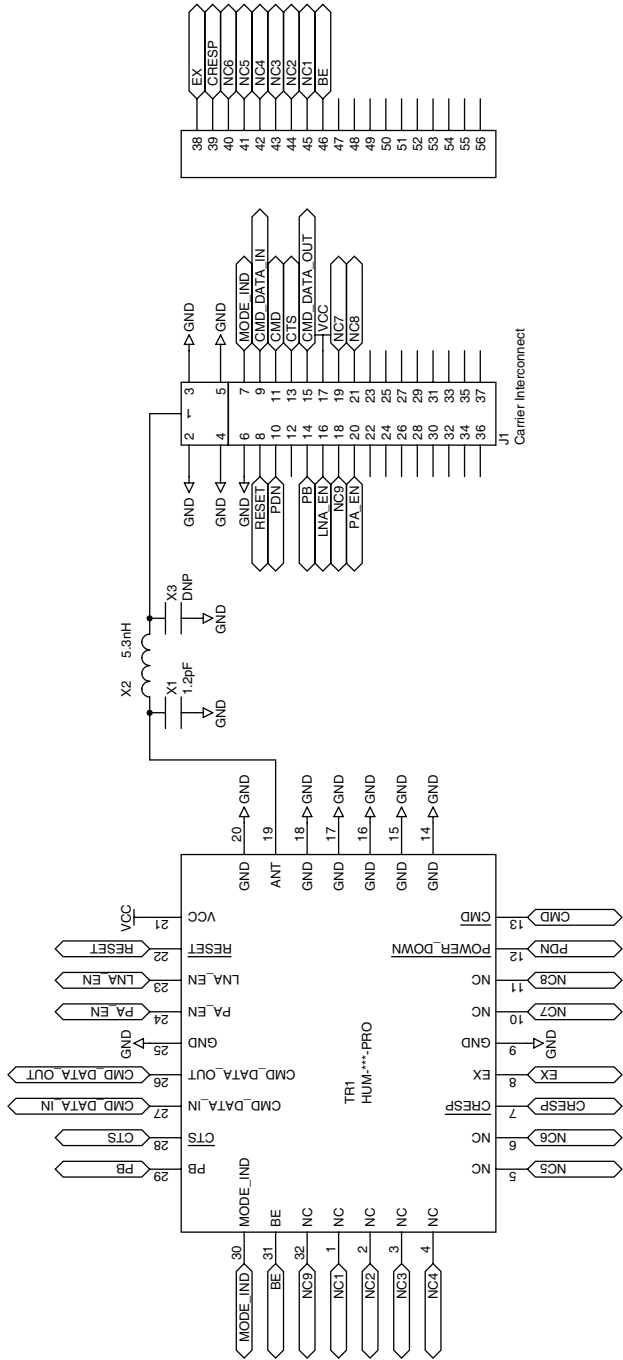 38 EX
39 CRESP
40 NC6
41 NC5
42 NC4
43 NC3
44 NC2
45 NC1
46 BE
47
48
49
50
51
52
53
54
55
56
GND 2 3 GND
1
GND 4 5 GND
GND 6 7 MODE_IND
RESET 8 9 CMD_DATA_IN
PDN 10 11 CMD
12 13 CTS
PB 14 15 CMD_DATA_OUT
LNA_EN 16 17 VCC
NC9 18 19 NC7
PA_EN 20 21 NC8
22 23
24 25
26 27
28 29
30 31
32 33
34 35
36 37
J1
Carrier Interconnect
X2 5.3nH
X1
1.2pF
GND
X3
DNP
GND
TR1
HUM-***-PRO
GND 20 GND
ANT 19
GND 18 GND
GND 17 GND
GND 16 GND
GND 15 GND
GND 14 GND
VCC 21 VCC
RESET 22 RESET
LNA_EN 23 LNA_EN
PA_EN 24 PA_EN
GND 25 GND
CMD_DATA_OUT 26 CMD_DATA_OUT
CMD_DATA_IN 27 CMD_DATA_IN
CTS 28 CTS
PB 29 PB
MODE_IND 30 MODE_IND
BE 31 BE
NC9 32 NC
NC1 1 NC
NC2 2 NC
NC3 3 NC
NC4 4 NC
NC 5 NC5
NC 6 NC6
CRESP 7 CRESP
EX 8 EX
GND 9 GND
NC 10 NC7
NC 11 NC8
POWER_DOWN 12 PDN
CMD 13 CMD